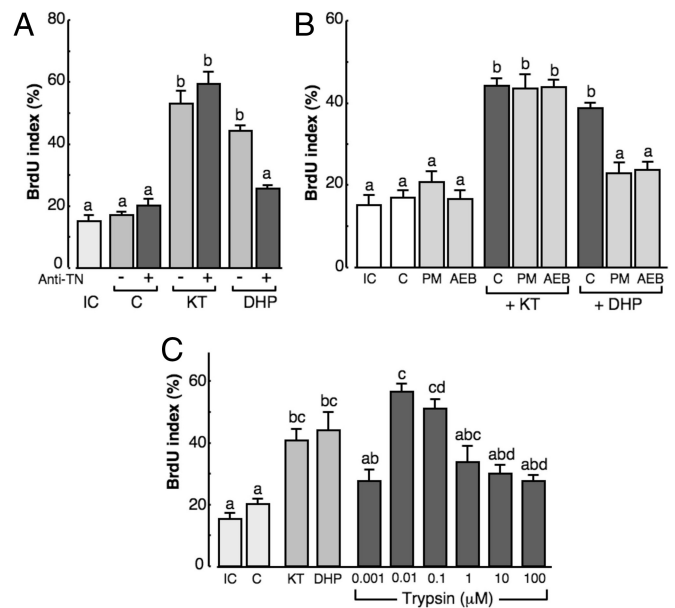 A
BrdU index (%)
80
60
40
20
0
a a a b b b a
Anti-TN - + - + - +
IC C KT DHP
B
BrdU index (%)
60
40
20
0
a a a a b b b b a a
IC C PM AEB C PM AEB C PM AEB
+ KT + DHP
C
BrdU index (%)
60
40
20
0
a a bc bc ab c cd abc abd abd
IC C KT DHP 0.001 0.01 0.1 1 10 100
Trypsin (μM)